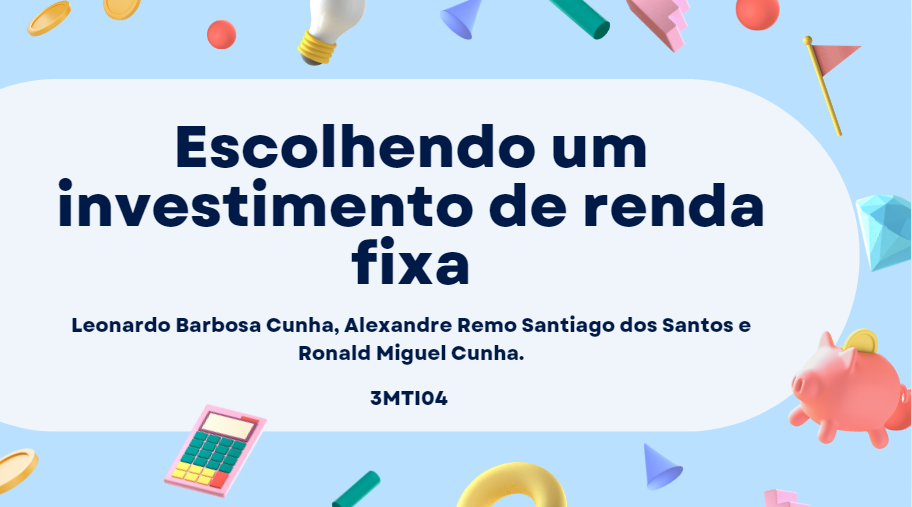 Escolhendo um
investimento de renda
fixa
Leonardo Barbosa Cunha, Alexandre Remo Santiago dos Santos e
Ronald Miguel Cunha.
3MTI04